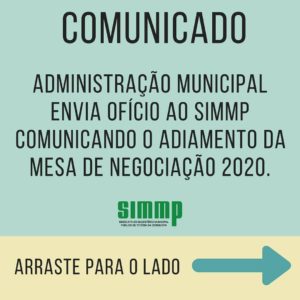 COMUNICADO
ADMINISTRAÇÃO MUNICIPAL
ENVIA OFÍCIO AO SIMMP
COMUNICANDO O ADIAMENTO DA
MESA DE NEGOCIAÇÃO 2020.
SIMMP
ARRASTE PARA O LADO